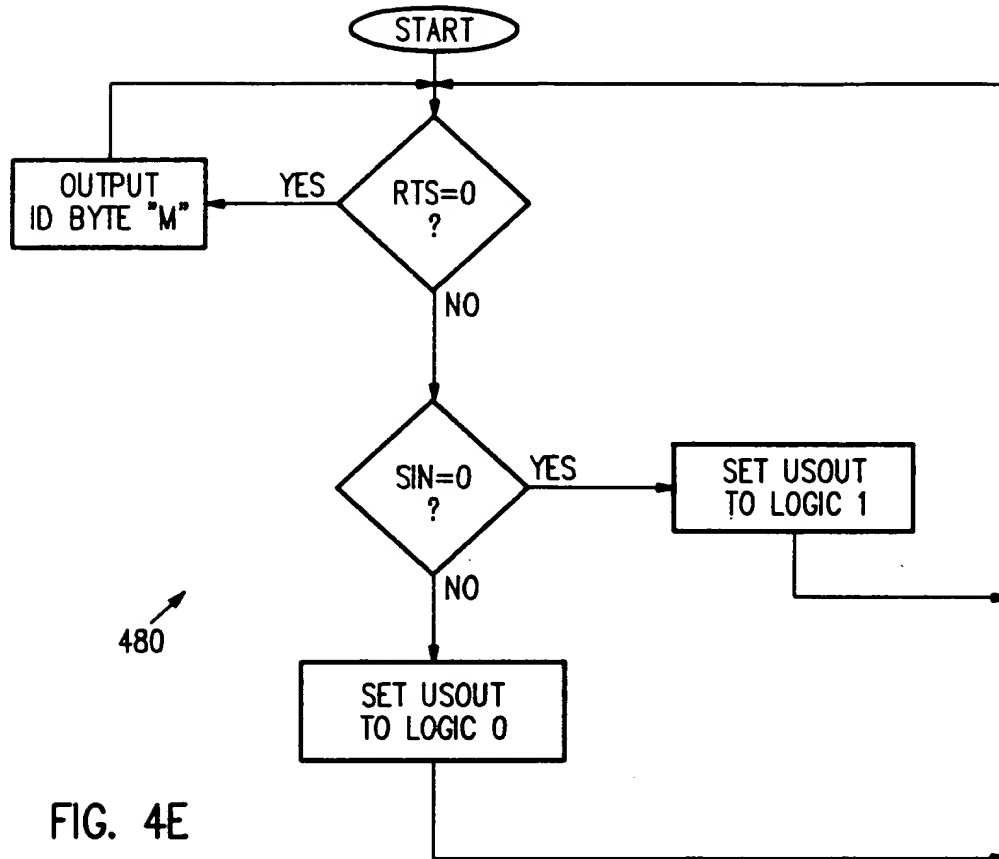 START
OUTPUT
ID BYTE "M"
YES
RTS=0
?
NO
SIN=0
?
YES
SET USOUT
TO LOGIC 1
NO
480
SET USOUT
TO LOGIC 0
FIG. 4E